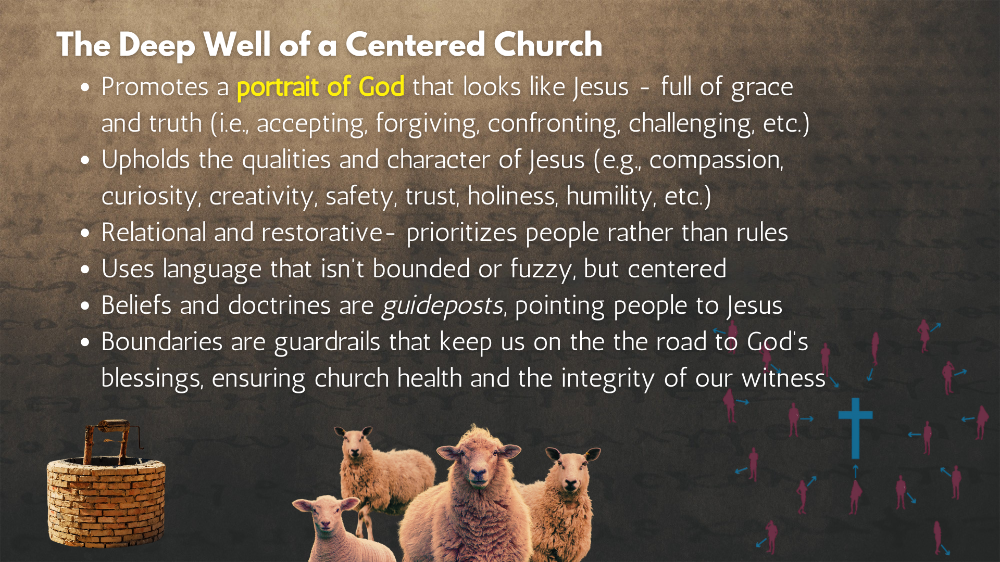 The Deep Well of a Centered Church
• Promotes a portrait of God that looks like Jesus - full of grace
and truth (i.e., accepting, forgiving, confronting, challenging, etc.)
• Upholds the qualities and character of Jesus (e.g., compassion,
curiosity, creativity, safety, trust, holiness, humility, etc.)
• Relational and restorative- prioritizes people rather than rules
• Uses language that isn't bounded or fuzzy, but centered
• Beliefs and doctrines are guideposts, pointing people to Jesus
• Boundaries are guardrails that keep us on the the road to God's
blessings, ensuring church health and the integrity of our witness